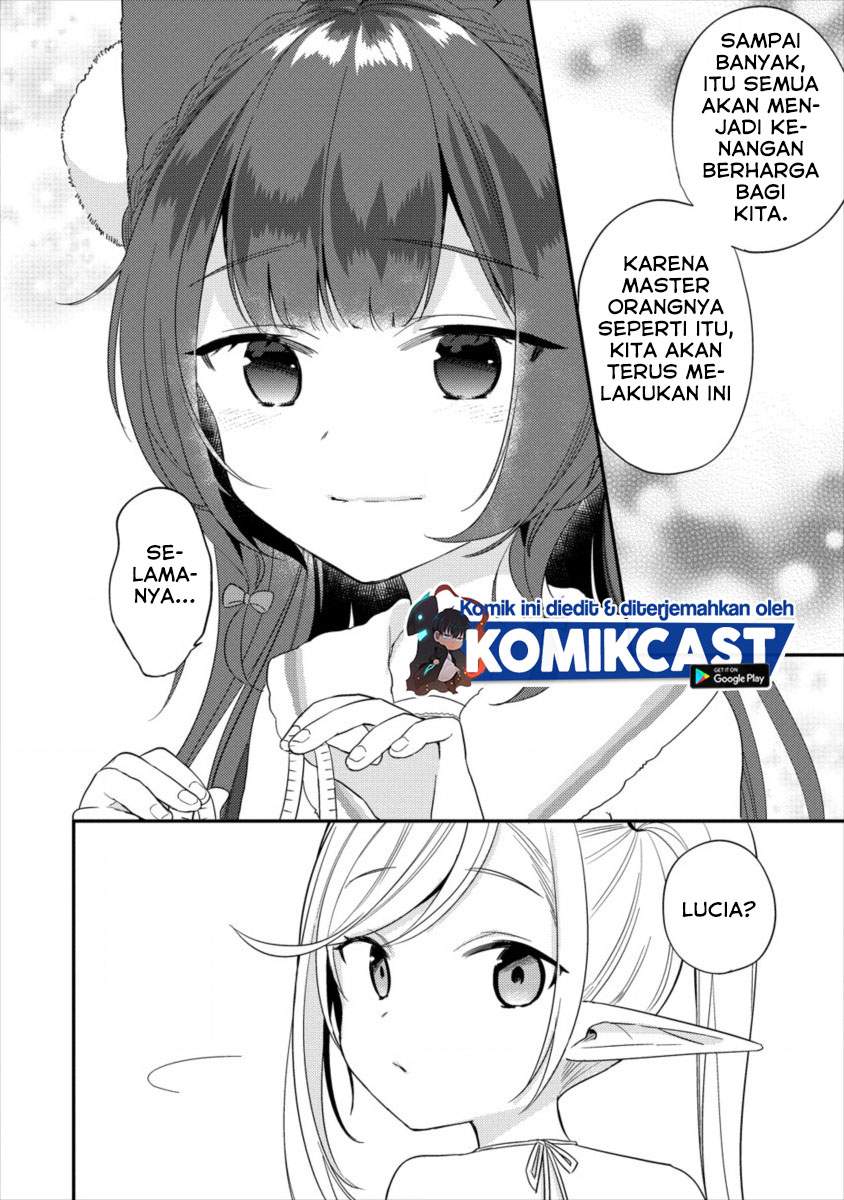 SAMPAI
BANYAK,
ITU SEMUA
AKAN MEN-
JADI KE-
NANGAN
BERHARGA
BAGI
KITA.
KARENA
MASTER
ORANGNYA
SEPERTI ITU,
KITA AKAN
TERUS ME-
LAKUKAN INI
SE-
LAMA-
NYA...
Komik ini diedit & diterjemahkan oleh
KOMIKCAST
GET IT ON
Google Play
LUCIA?